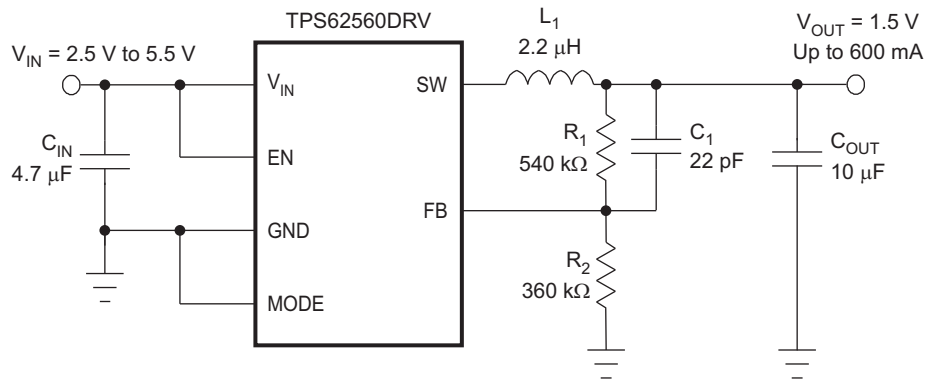 TPS62560DRV
V_IN = 2.5 V to 5.5 V
L_1
2.2 μH
V_OUT = 1.5 V
Up to 600 mA
V_IN
SW
C_IN
4.7 μF
EN
R_1
540 kΩ
C_1
22 pF
C_OUT
10 μF
GND
FB
MODE
R_2
360 kΩ